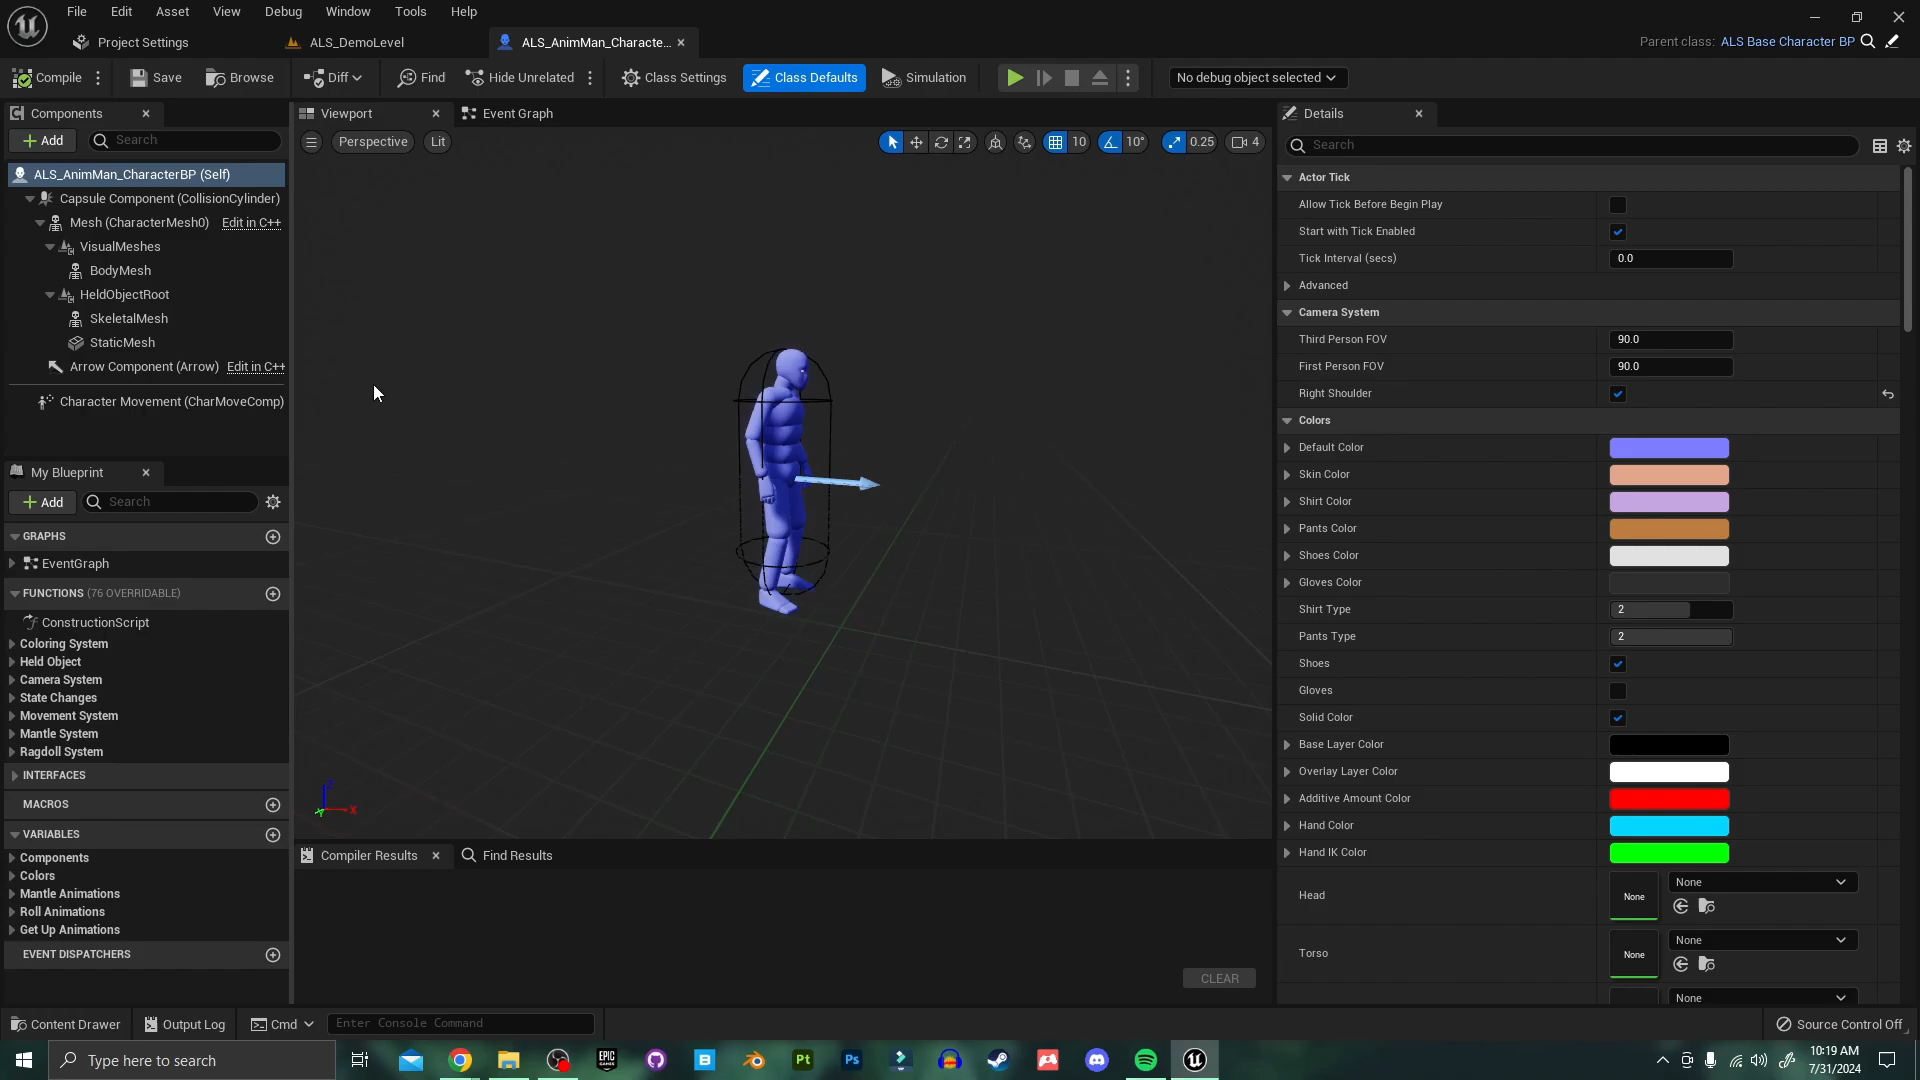 File Edit Asset View Debug Window Tools Help
Project Settings ALS_DemoLevel ALS_AnimMan_Characte... Parent class: ALS Base Character BP
Compile Save Browse Diff Find Hide Unrelated Class Settings Class Defaults Simulation No debug object selected
Components
Add Search
ALS_AnimMan_CharacterBP (Self)
Capsule Component (CollisionCylinder)
Mesh (CharacterMesh0) Edit in C++
VisualMeshes
BodyMesh
HeldObjectRoot
SkeletalMesh
StaticMesh
Arrow Component (Arrow) Edit in C++
Character Movement (CharMoveComp)
My Blueprint
Add Search
GRAPHS
EventGraph
FUNCTIONS (76 OVERRIDABLE)
ConstructionScript
Coloring System
Held Object
Camera System
State Changes
Movement System
Mantle System
Ragdoll System
INTERFACES
MACROS
VARIABLES
Components
Colors
Mantle Animations
Roll Animations
Get Up Animations
EVENT DISPATCHERS
Viewport Event Graph
Perspective Lit 10 10° 0.25 4
X
Compiler Results Find Results
CLEAR
Details
Search
Actor Tick
Allow Tick Before Begin Play
Start with Tick Enabled
Tick Interval (secs) 0.0
Advanced
Camera System
Third Person FOV 90.0
First Person FOV 90.0
Right Shoulder
Colors
Default Color
Skin Color
Shirt Color
Pants Color
Shoes Color
Gloves Color
Shirt Type 2
Pants Type 2
Shoes
Gloves
Solid Color
Base Layer Color
Overlay Layer Color
Additive Amount Color
Hand Color
Hand IK Color
Head None None
Torso None None
None
Content Drawer Output Log Cmd Enter Console Command Source Control Off
Type here to search EPIC GAMES Pt Ps 10:19 AM
7/31/2024